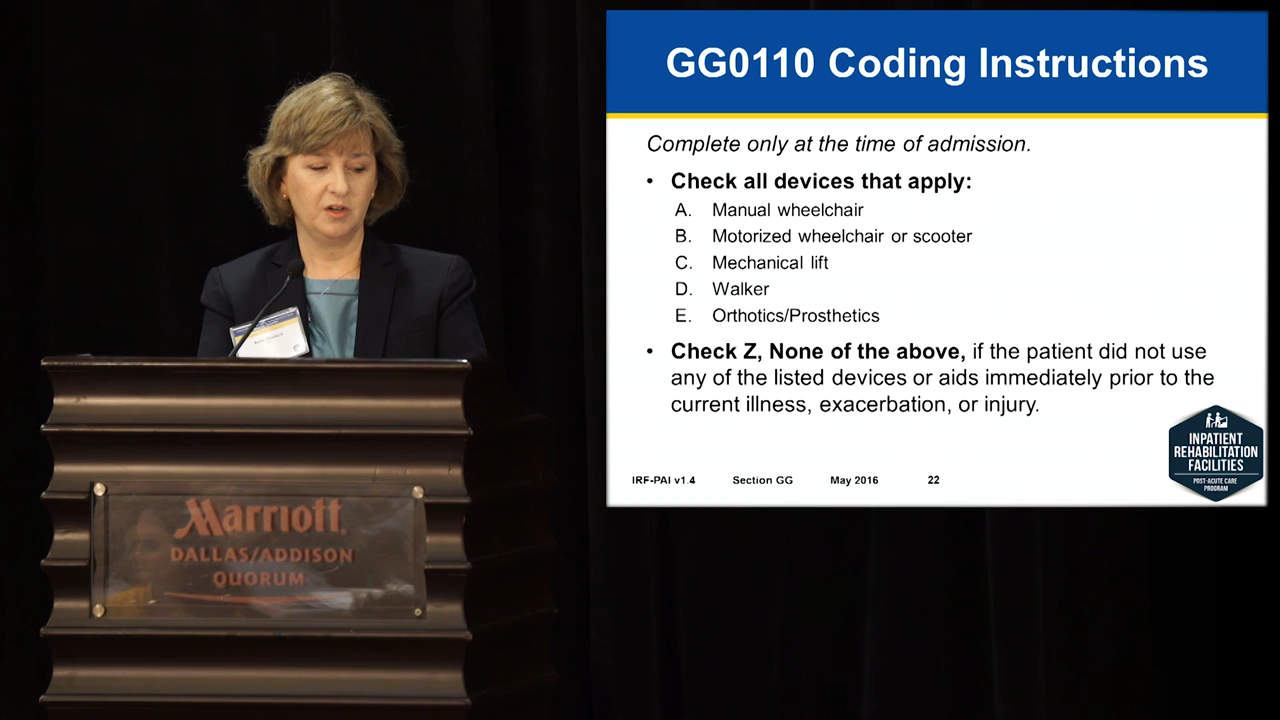 GG0110 Coding Instructions
Complete only at the time of admission.
• Check all devices that apply:
A. Manual wheelchair
B. Motorized wheelchair or scooter
C. Mechanical lift
D. Walker
E. Orthotics/Prosthetics
• Check Z, None of the above, if the patient did not use
any of the listed devices or aids immediately prior to the
current illness, exacerbation, or injury.
IRF-PAI v1.4 Section GG May 2016 22
INPATIENT
REHABILITATION
FACILITIES
POST-ACUTE CARE
PROGRAM
Marriott
DALLAS/ADDISON
QUORUM